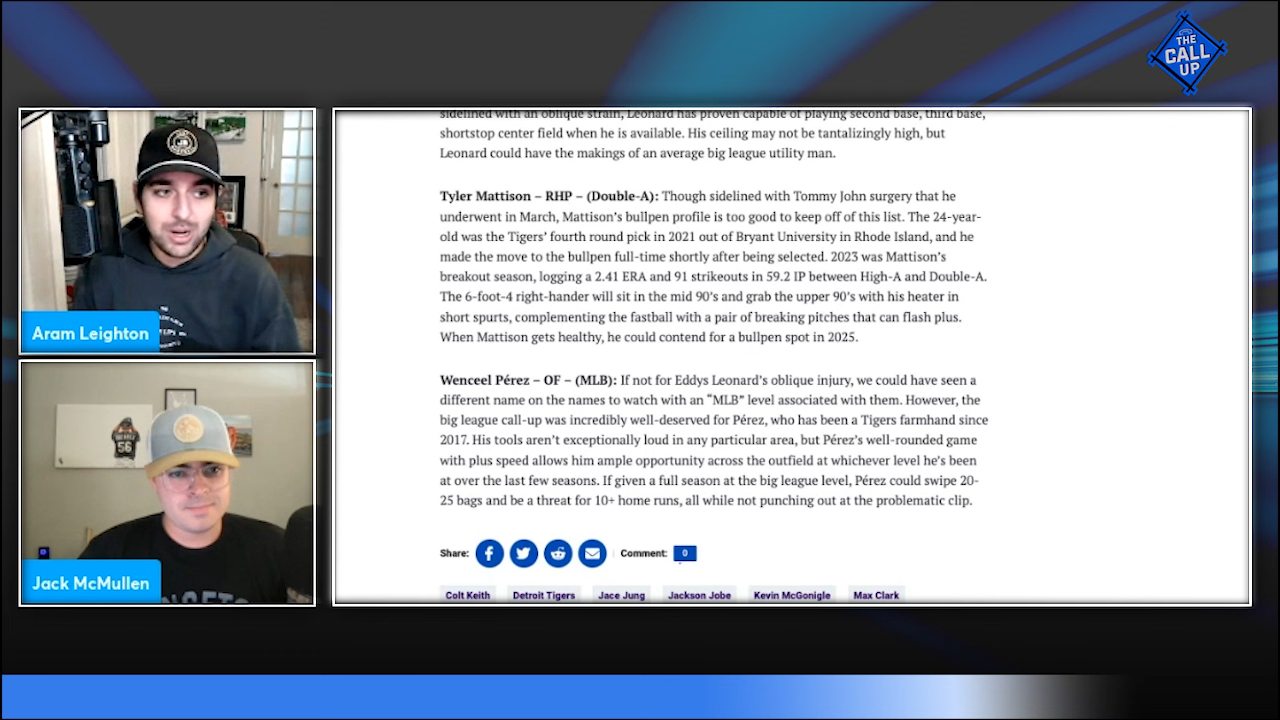 THE
CALL
UP
Aram Leighton
56
Jack McMullen
sidelined with an oblique strain, Leonard has proven capable of playing second base, third base,
shortstop center field when he is available. His ceiling may not be tantalizingly high, but
Leonard could have the makings of an average big league utility man.
Tyler Mattison – RHP – (Double-A): Though sidelined with Tommy John surgery that he
underwent in March, Mattison’s bullpen profile is too good to keep off of this list. The 24-year-
old was the Tigers’ fourth round pick in 2021 out of Bryant University in Rhode Island, and he
made the move to the bullpen full-time shortly after being selected. 2023 was Mattison’s
breakout season, logging a 2.41 ERA and 91 strikeouts in 59.2 IP between High-A and Double-A.
The 6-foot-4 right-hander will sit in the mid 90’s and grab the upper 90’s with his heater in
short spurts, complementing the fastball with a pair of breaking pitches that can flash plus.
When Mattison gets healthy, he could contend for a bullpen spot in 2025.
Wenceel Pérez – OF – (MLB): If not for Eddys Leonard’s oblique injury, we could have seen a
different name on the names to watch with an “MLB” level associated with them. However, the
big league call-up was incredibly well-deserved for Pérez, who has been a Tigers farmhand since
2017. His tools aren’t exceptionally loud in any particular area, but Pérez’s well-rounded game
with plus speed allows him ample opportunity across the outfield at whichever level he’s been
at over the last few seasons. If given a full season at the big league level, Pérez could swipe 20-
25 bags and be a threat for 10+ home runs, all while not punching out at the problematic clip.
Share: Comment: 0
Colt Keith Detroit Tigers Jace Jung Jackson Jobe Kevin McGonigle Max Clark